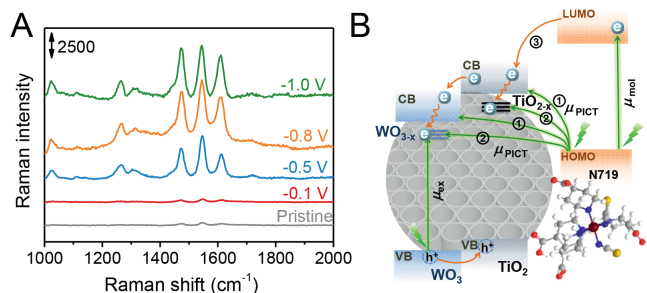 A
2500
Raman intensity
-1.0 V
-0.8 V
-0.5 V
-0.1 V
Pristine
1000 1200 1400 1600 1800 2000
Raman shift (cm⁻¹)
B
LUMO
e
e
③
CB
e
e
CB
e
e
TiO₂₋ₓ
①
②
μPICT
μmol
WO₃₋ₓ
e
①
②
μPICT
HOMO
N719
μex
VB
h⁺
WO₃
VB
h⁺
TiO₂